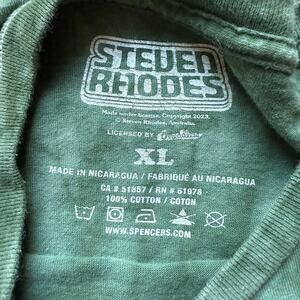 STEVEN
RHODES
Made under license. Copyright 2023.
© Steven Rhodes, Australia.
LICENSED BY
XL
MADE IN NICARAGUA / FABRIQUÉ AU NICARAGUA
CA # 51857 / RN # 61978
100% COTTON / COTON
WWW.SPENCERS.COM